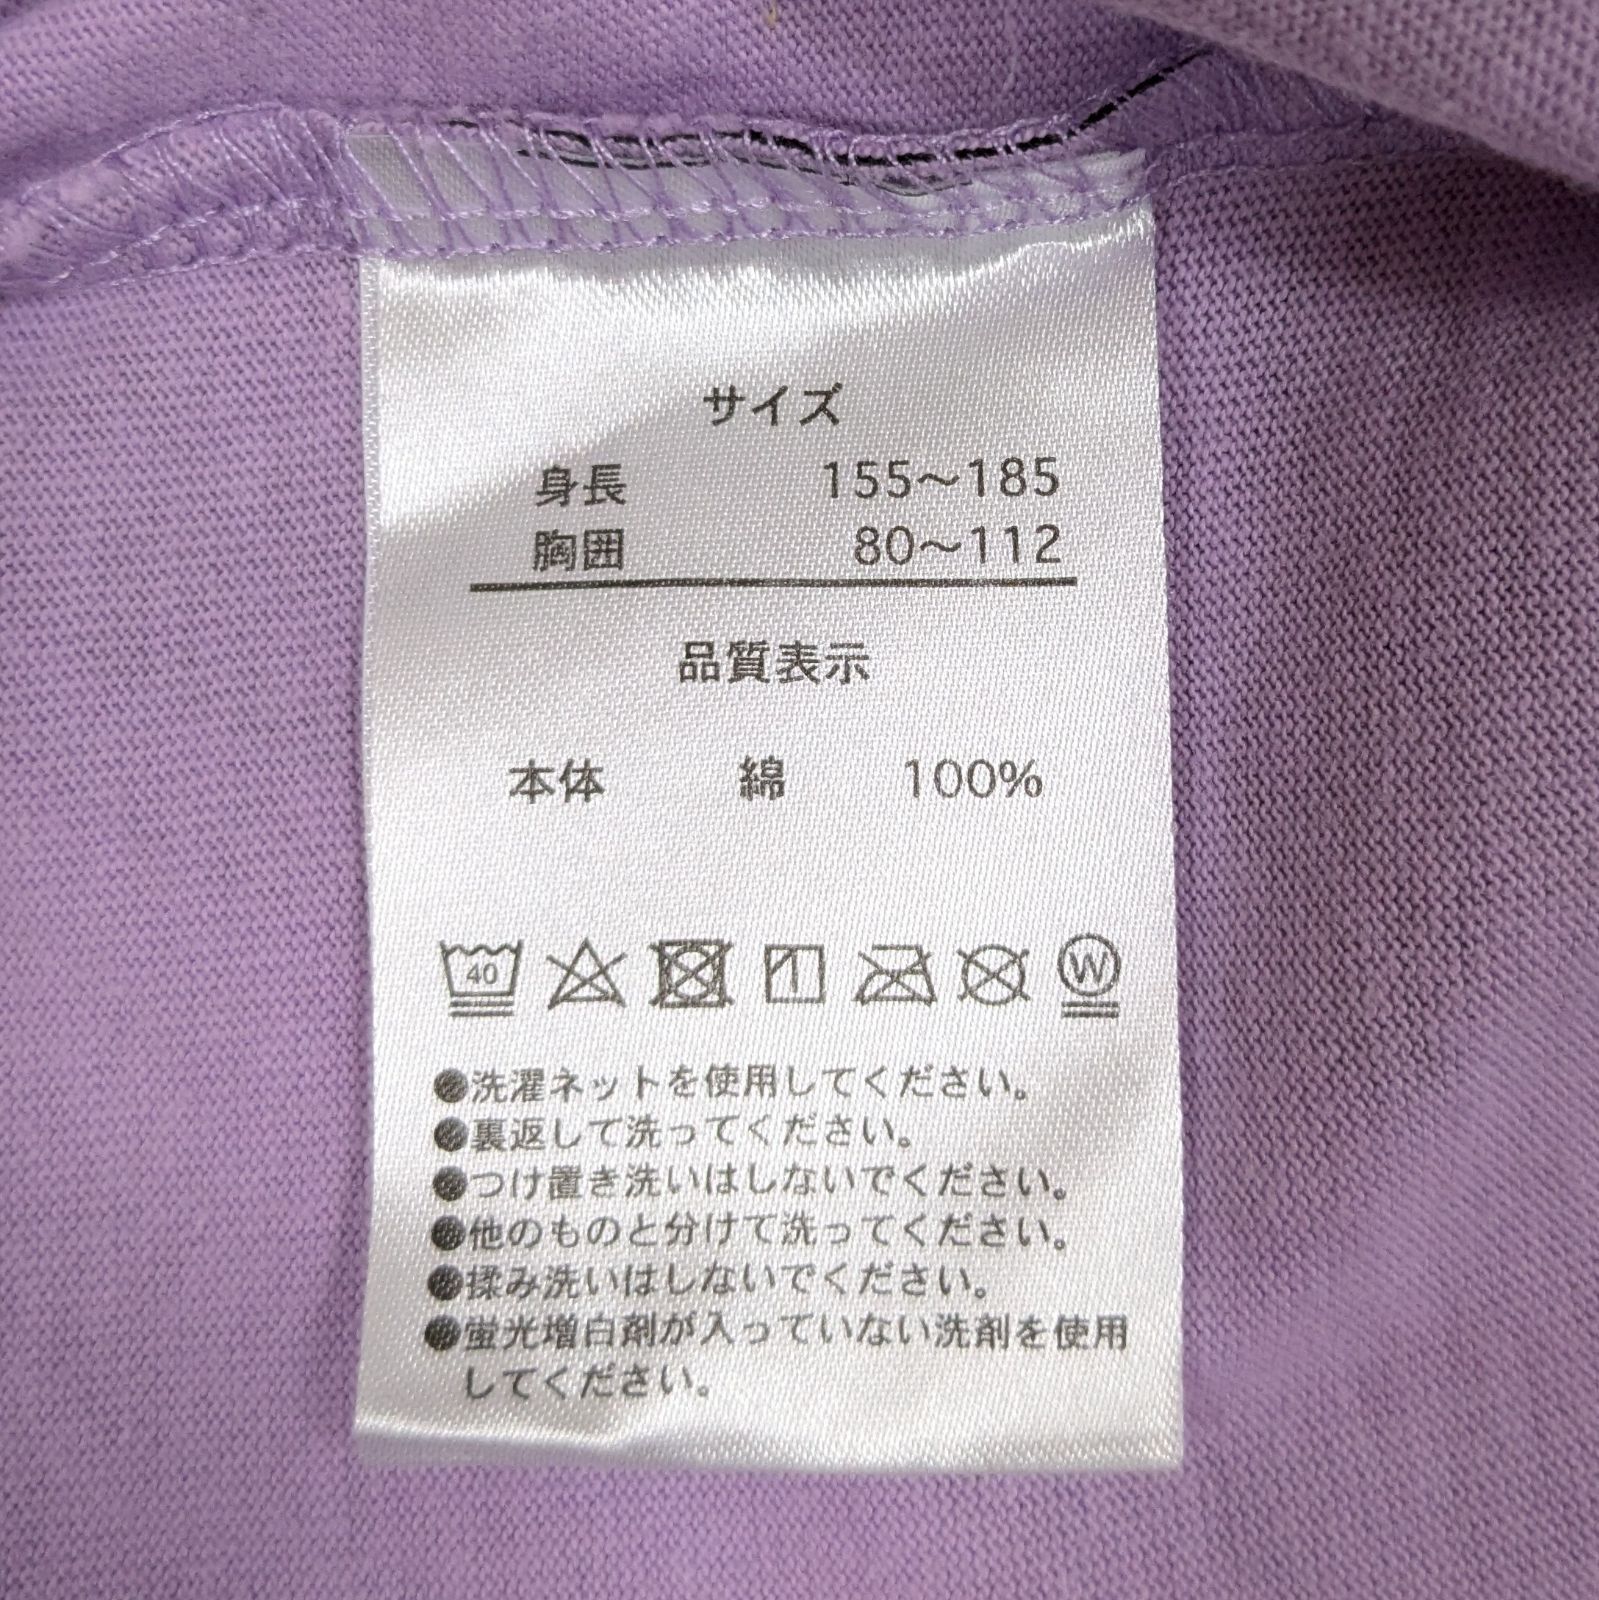 サイズ
身長 155～185
胸囲 80～112
品質表示
本体 綿 100%
40 W
●洗濯ネットを使用してください。
●裏返して洗ってください。
●つけ置き洗いはしないでください。
●他のものと分けて洗ってください。
●揉み洗いはしないでください。
●蛍光増白剤が入っていない洗剤を使用
してください。